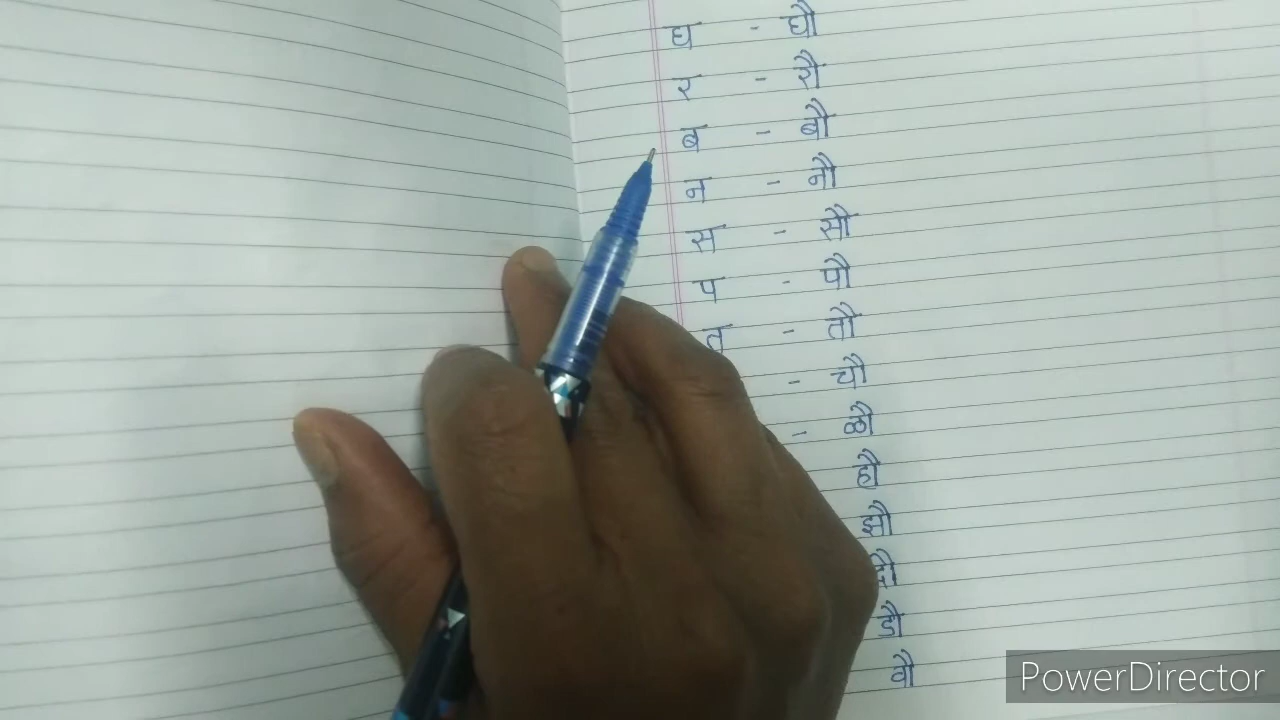 घ - घौ
र - रौ
ब - बौ
न - नौ
स - सौ
प - पौ
त - तौ
- चौ
- छौ
डौ
वौ
PowerDirector